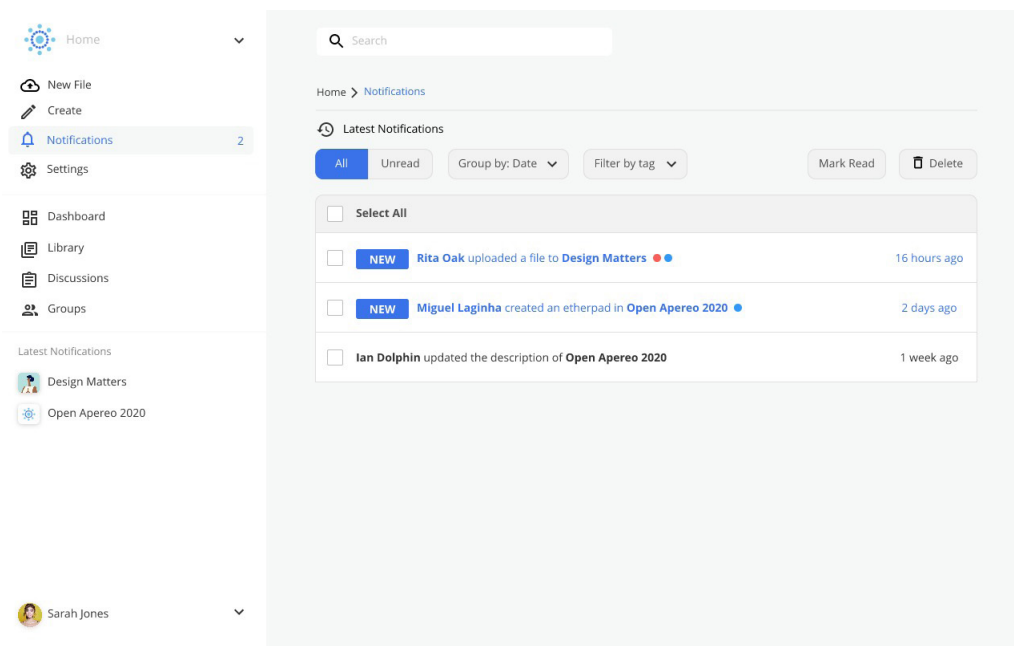 Home
New File
Create
Notifications 2
Settings
Dashboard
Library
Discussions
Groups
Latest Notifications
Design Matters
Open Apereo 2020
Sarah Jones
Search
Home Notifications
Latest Notifications
All Unread Group by: Date Filter by tag Mark Read Delete
Select All
NEW Rita Oak uploaded a file to Design Matters 16 hours ago
NEW Miguel Laginha created an etherpad in Open Apereo 2020 2 days ago
Ian Dolphin updated the description of Open Apereo 2020 1 week ago